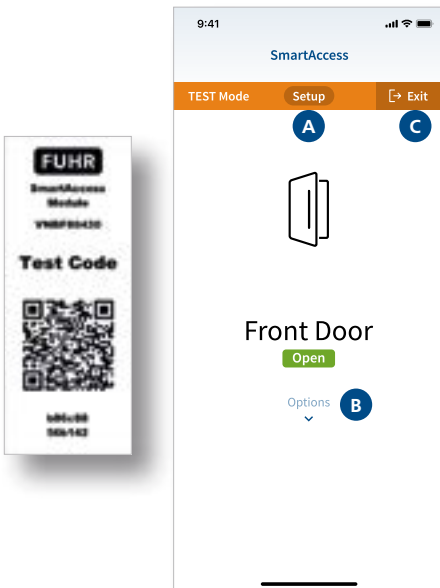 FUHR
SmartAccess
Module
Test Code
9:41
SmartAccess
TEST Mode Setup Exit
A C
Front Door
Open
Options B